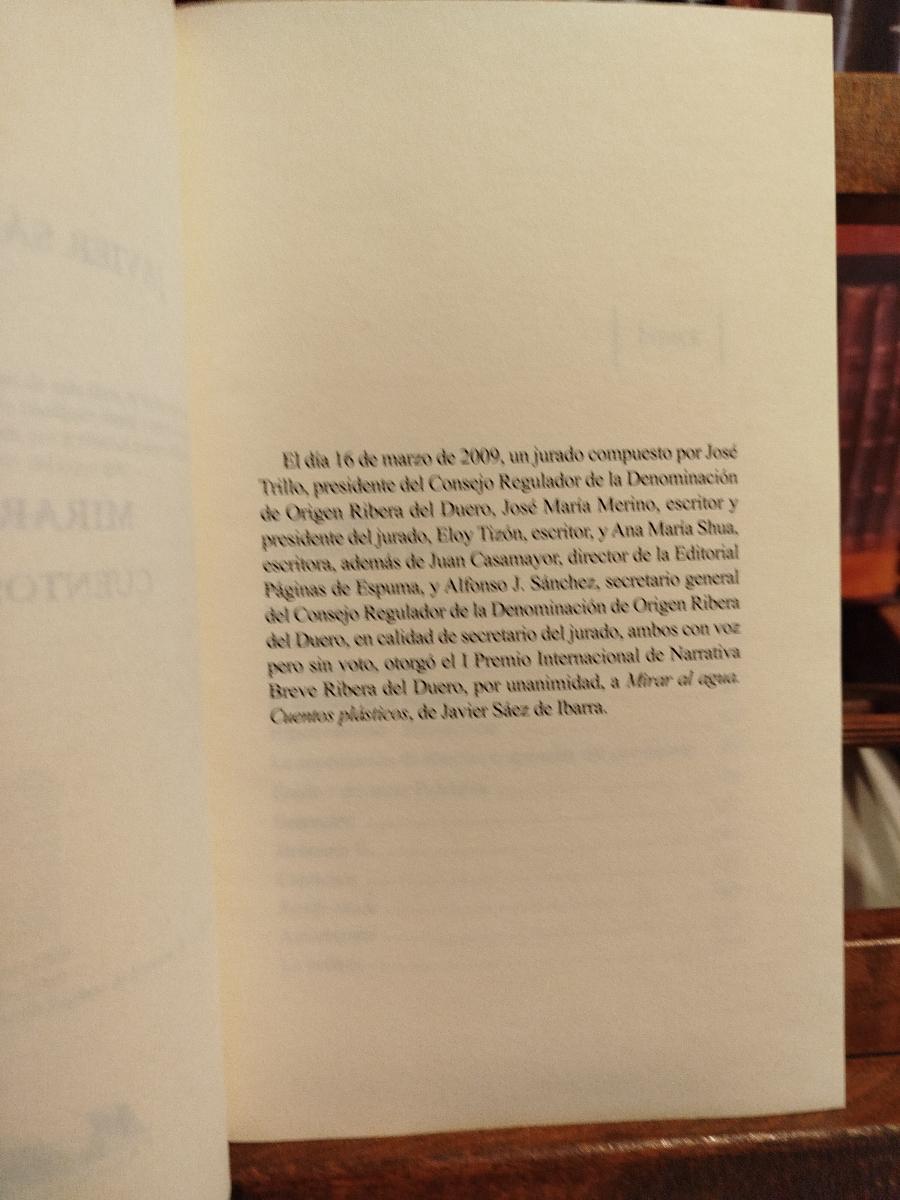 El día 16 de marzo de 2009, un jurado compuesto por José
Trillo, presidente del Consejo Regulador de la Denominación
de Origen Ribera del Duero, José María Merino, escritor y
presidente del jurado, Eloy Tizón, escritor, y Ana María Shua,
escritora, además de Juan Casamayor, director de la Editorial
Páginas de Espuma, y Alfonso J. Sánchez, secretario general
del Consejo Regulador de la Denominación de Origen Ribera
del Duero, en calidad de secretario del jurado, ambos con voz
pero sin voto, otorgó el I Premio Internacional de Narrativa
Breve Ribera del Duero, por unanimidad, a Mirar al agua.
Cuentos plásticos, de Javier Sáez de Ibarra.